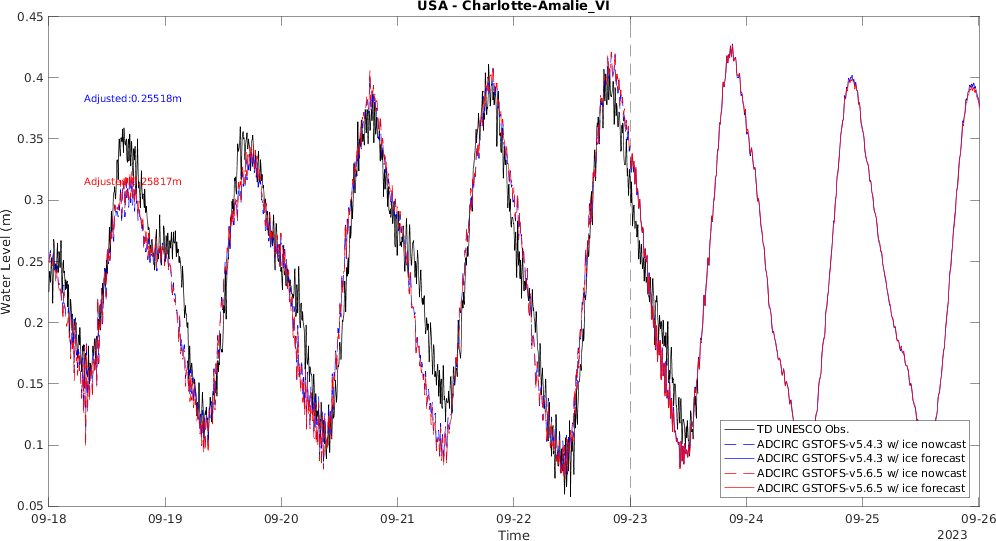 USA - Charlotte-Amalie_VI
0.45
0.4
0.35
0.3
0.25
0.2
0.15
0.1
0.05
Water Level (m)
Adjusted:0.25518m
Adjusted:0.25817m
TD UNESCO Obs.
ADCIRC GSTOFS-v5.4.3 w/ ice nowcast
ADCIRC GSTOFS-v5.4.3 w/ ice forecast
ADCIRC GSTOFS-v5.6.5 w/ ice nowcast
ADCIRC GSTOFS-v5.6.5 w/ ice forecast
09-18 09-19 09-20 09-21 09-22 09-23 09-24 09-25 09-26
Time
2023